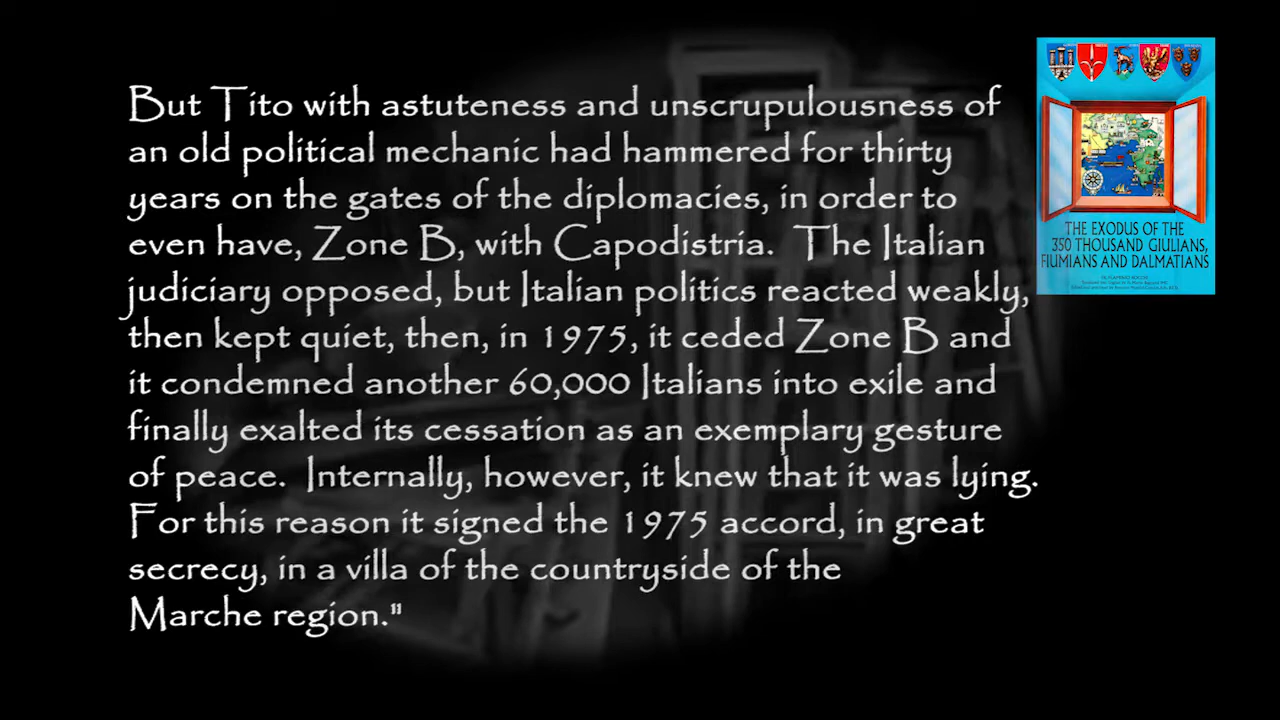 But Tito with astuteness and unscrupulousness of
an old political mechanic had hammered for thirty
years on the gates of the diplomacies, in order to
even have, Zone B, with Capodistria.  The Italian
judiciary opposed, but Italian politics reacted weakly,
then kept quiet, then, in 1975, it ceded Zone B and
it condemned another 60,000 Italians into exile and
finally exalted its cessation as an exemplary gesture
of peace.  Internally, however, it knew that it was lying.
For this reason it signed the 1975 accord, in great
secrecy, in a villa of the countryside of the
Marche region."
THE EXODUS OF THE
350 THOUSAND GIULIANS,
FIUMIANS AND DALMATIANS